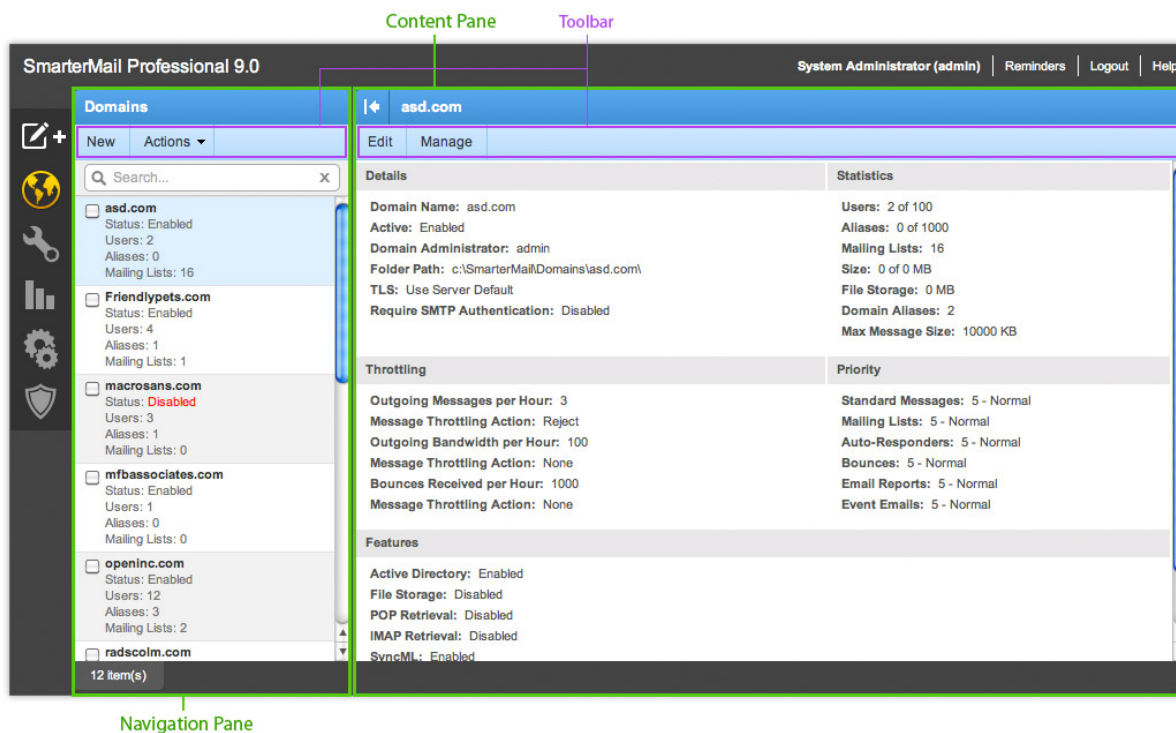 Content Pane
Toolbar
SmarterMail Professional 9.0
System Administrator (admin) Reminders Logout Help
Domains
New Actions
Search... x
asd.com
Status: Enabled
Users: 2
Aliases: 0
Mailing Lists: 16
Friendlypets.com
Status: Enabled
Users: 4
Aliases: 1
Mailing Lists: 1
macrosans.com
Status: Disabled
Users: 3
Aliases: 1
Mailing Lists: 0
mfbassociates.com
Status: Enabled
Users: 1
Aliases: 0
Mailing Lists: 0
openinc.com
Status: Enabled
Users: 12
Aliases: 3
Mailing Lists: 2
radscolm.com
12 item(s)
asd.com
Edit Manage
Details
Domain Name: asd.com
Active: Enabled
Domain Administrator: admin
Folder Path: c:\SmarterMail\Domains\asd.com\
TLS: Use Server Default
Require SMTP Authentication: Disabled
Statistics
Users: 2 of 100
Aliases: 0 of 1000
Mailing Lists: 16
Size: 0 of 0 MB
File Storage: 0 MB
Domain Aliases: 2
Max Message Size: 10000 KB
Throttling
Outgoing Messages per Hour: 3
Message Throttling Action: Reject
Outgoing Bandwidth per Hour: 100
Message Throttling Action: None
Bounces Received per Hour: 1000
Message Throttling Action: None
Priority
Standard Messages: 5 - Normal
Mailing Lists: 5 - Normal
Auto-Responders: 5 - Normal
Bounces: 5 - Normal
Email Reports: 5 - Normal
Event Emails: 5 - Normal
Features
Active Directory: Enabled
File Storage: Disabled
POP Retrieval: Disabled
IMAP Retrieval: Disabled
SyncML: Enabled
Navigation Pane